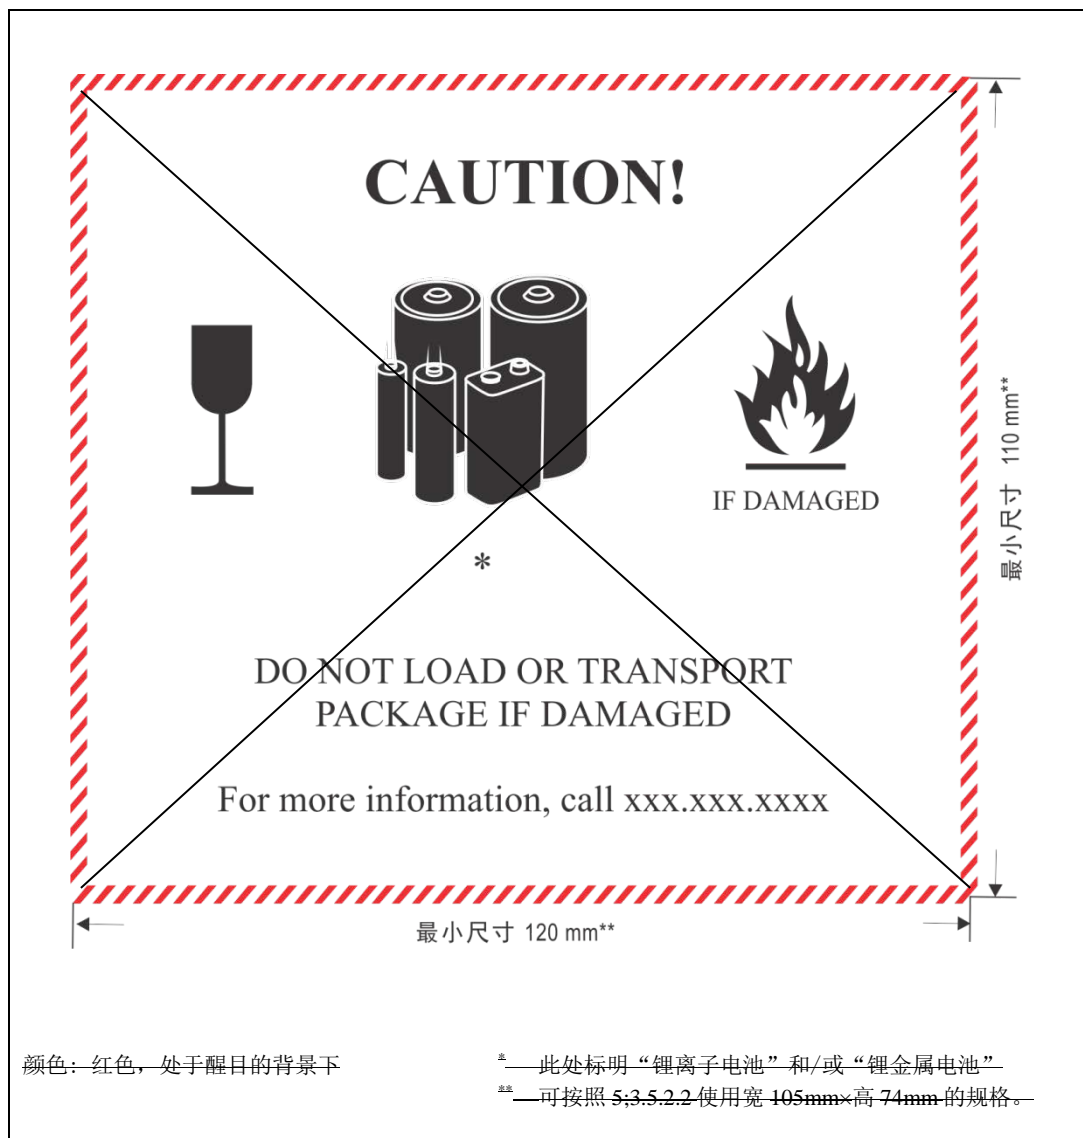 CAUTION!
IF DAMAGED
*
DO NOT LOAD OR TRANSPORT
PACKAGE IF DAMAGED
For more information, call xxx.xxx.xxxx
最小尺寸 110 mm**
最小尺寸 120 mm**
颜色：红色，处于醒目的背景下
* 此处标明“锂离子电池”和/或“锂金属电池”
** 可按照 5;3.5.2.2 使用宽 105mm×高 74mm 的规格。